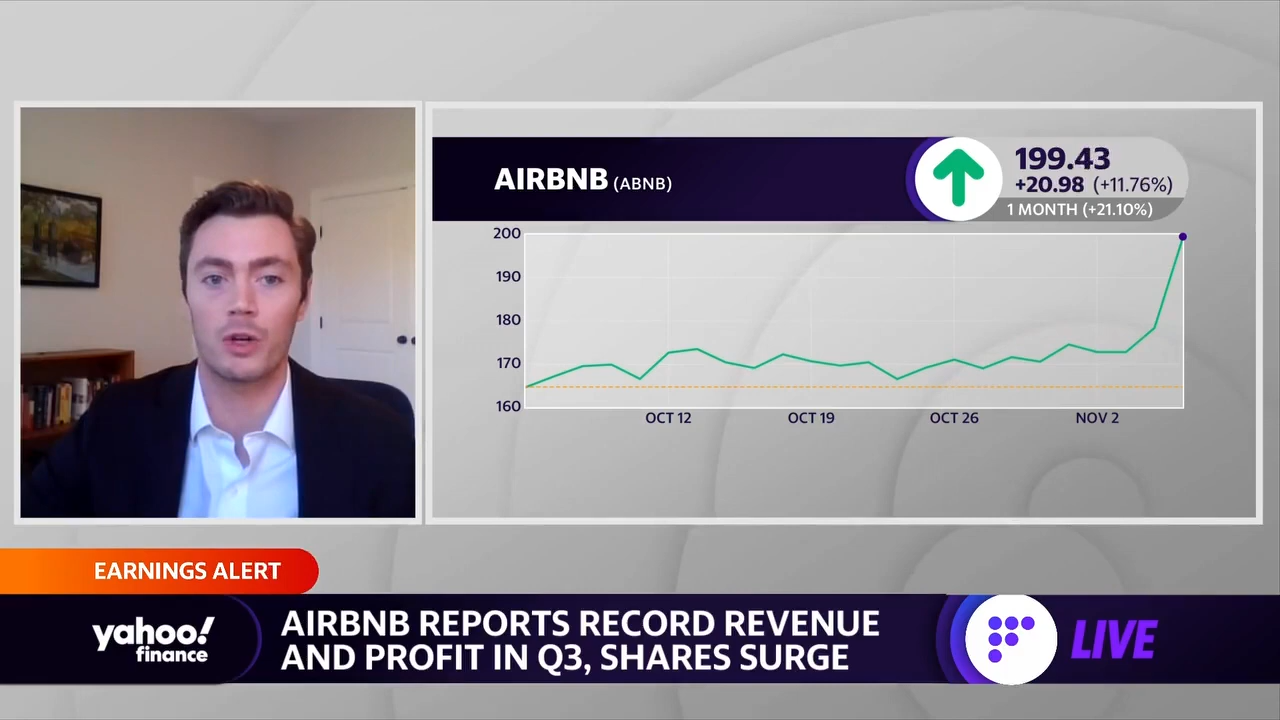 AIRBNB (ABNB)
199.43
+20.98 (+11.76%)
1 MONTH (+21.10%)
200
190
180
170
160
OCT 12 OCT 19 OCT 26 NOV 2
EARNINGS ALERT
yahoo!
finance
AIRBNB REPORTS RECORD REVENUE
AND PROFIT IN Q3, SHARES SURGE
LIVE